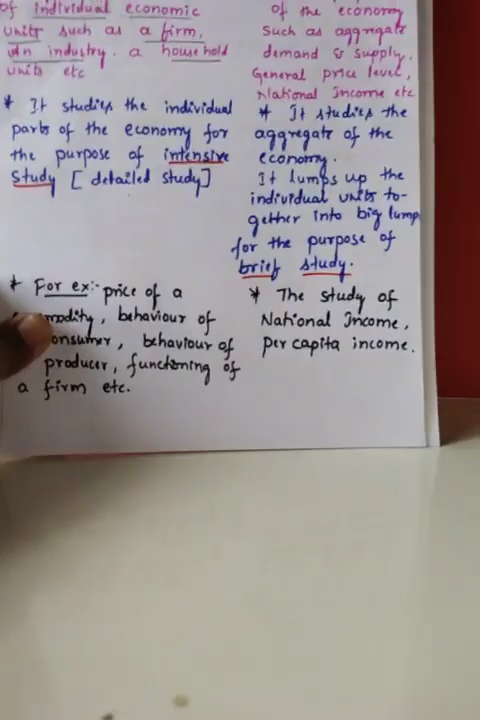 of individual economic
units such as a firm,
an industry. a household
units etc
* It studies the individual
parts of the economy for
the purpose of intensive
study [detailed study]
* For ex:- price of a
modity, behaviour of
onsumer, behaviour of
producer, functioning of
a firm etc.
of the economy
Such as aggregate
demand & supply,
General price level,
National Income etc
* It studies the
aggregate of the
economy.
It lumps up the
individual units to-
gether into big lump
for the purpose of
brief study.
* The study of
National Income,
per capita income.